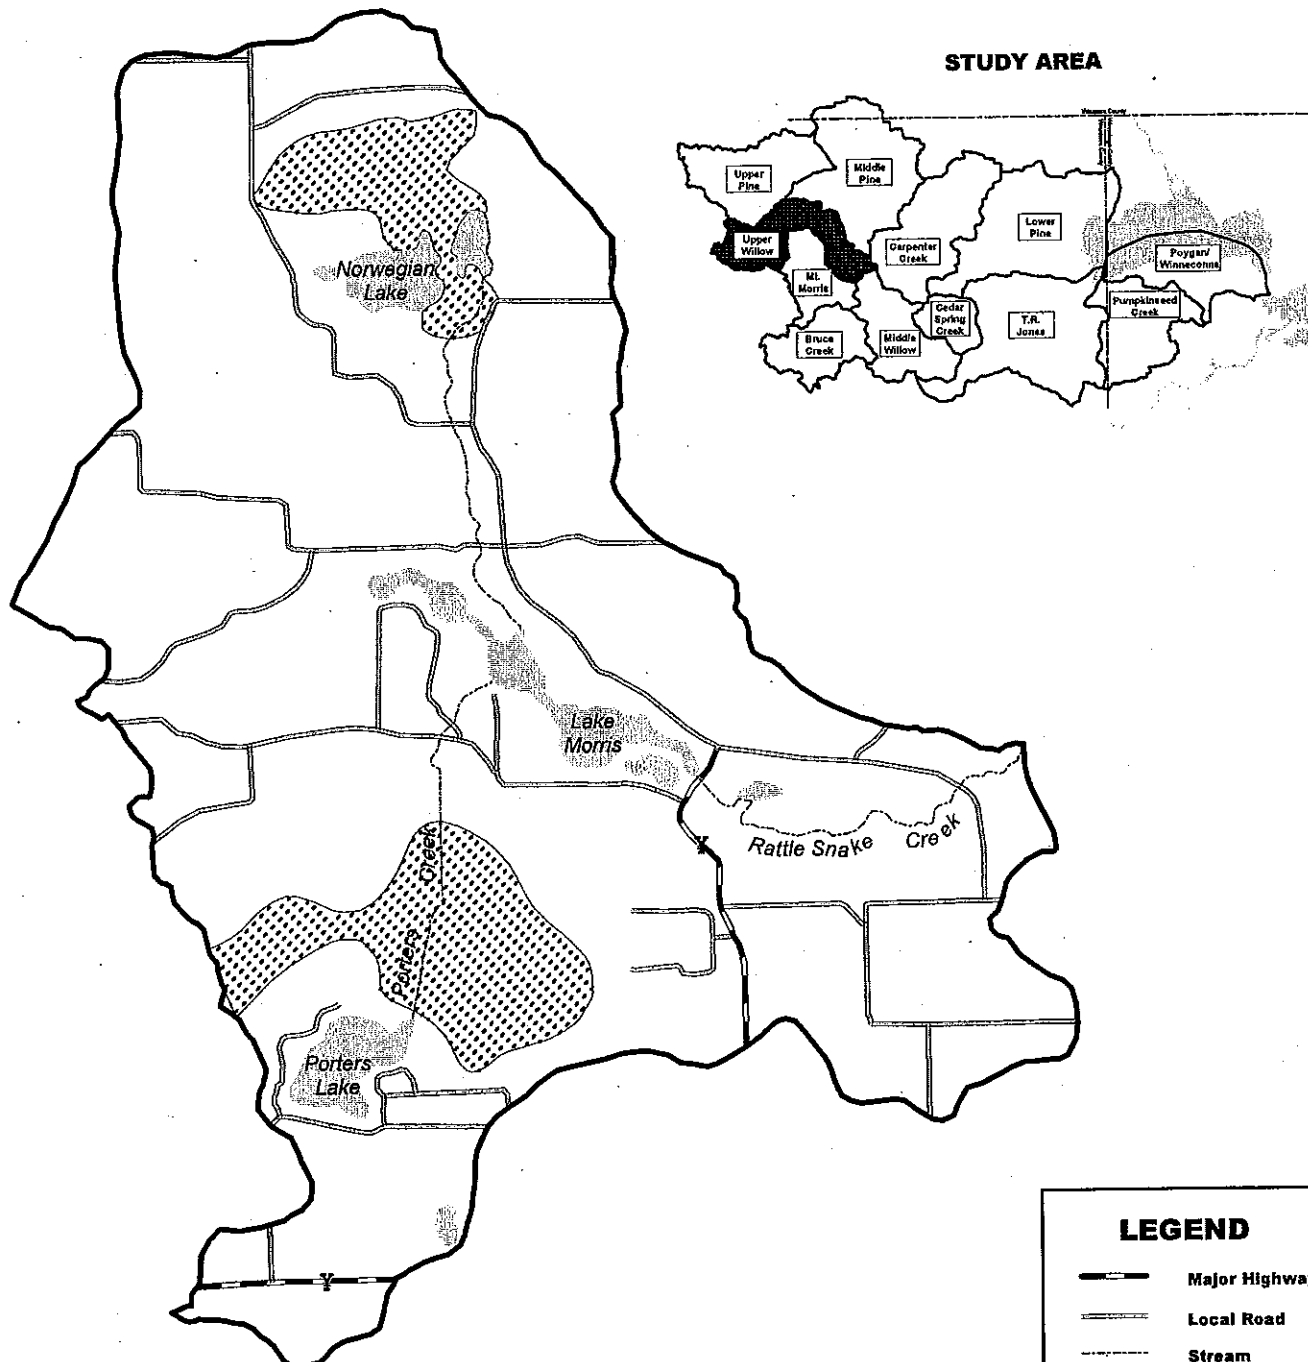 STUDY AREA
Waushara County
Upper
Pine
Middle
Pine
Lower
Pine
Upper
Willow
Carpenter
Creek
Poygan/
Winneconne
Mt.
Morris
Pumpkinseed
Creek
Cedar
Spring
Creek
T.R.
Jones
Bruce
Creek
Middle
Willow
Norwegian
Lake
Lake
Morris
Rattle Snake Creek
Porters Creek
Porters
Lake
¥
¥
LEGEND
Major Highwa
Local Road
Stream